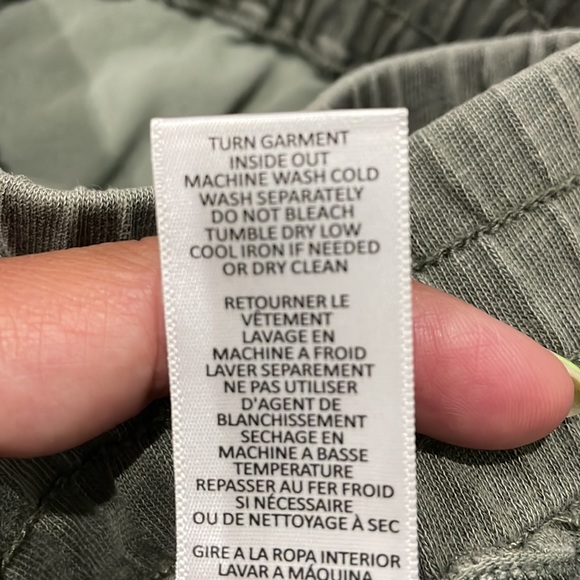 TURN GARMENT
INSIDE OUT
MACHINE WASH COLD
WASH SEPARATELY
DO NOT BLEACH
TUMBLE DRY LOW
COOL IRON IF NEEDED
OR DRY CLEAN
RETOURNER LE
VÊTEMENT
LAVAGE EN
MACHINE A FROID
LAVER SEPAREMENT
NE PAS UTILISER
D'AGENT DE
BLANCHISSEMENT
SECHAGE EN
MACHINE A BASSE
TEMPERATURE
REPASSER AU FER FROID
SI NÉCESSAIRE
OU DE NETTOYAGE À SEC
GIRE A LA ROPA INTERIOR
LAVAR A MÁQUINA